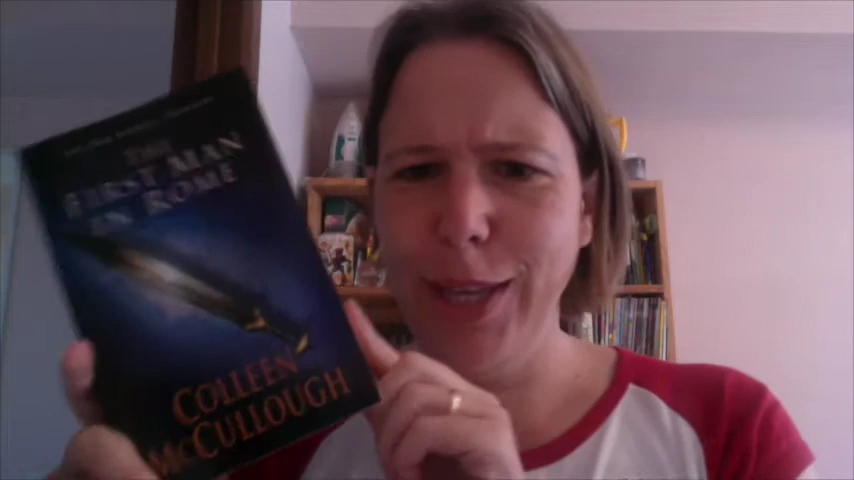 THE
FIRST MAN
IN ROME
COLLEEN
MCCULLOUGH